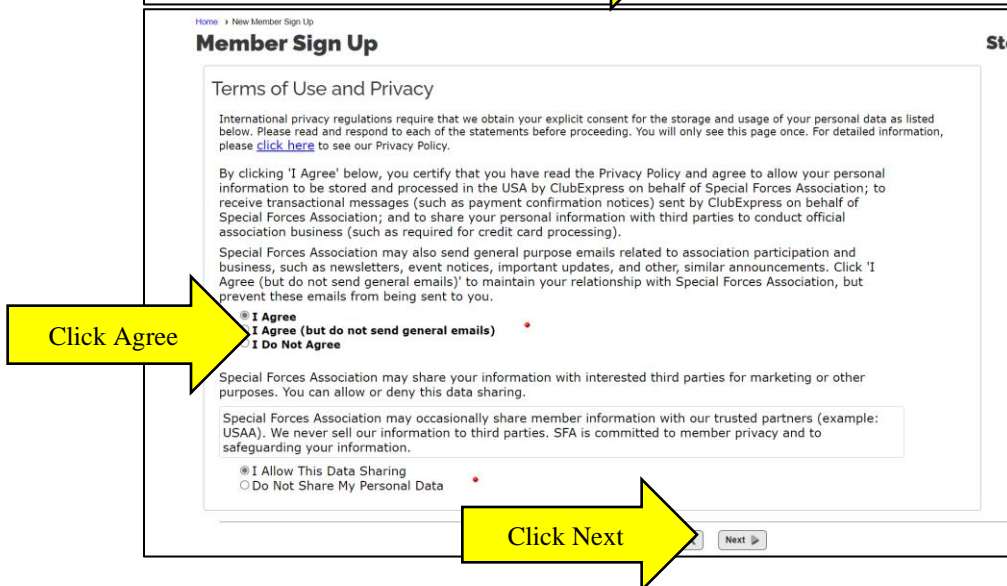 Home › New Member Sign Up
Member Sign Up
Terms of Use and Privacy
International privacy regulations require that we obtain your explicit consent for the storage and usage of your personal data as listed
below. Please read and respond to each of the statements before proceeding. You will only see this page once. For detailed information,
please click here to see our Privacy Policy.
By clicking 'I Agree' below, you certify that you have read the Privacy Policy and agree to allow your personal
information to be stored and processed in the USA by ClubExpress on behalf of Special Forces Association; to
receive transactional messages (such as payment confirmation notices) sent by ClubExpress on behalf of
Special Forces Association; and to share your personal information with third parties to conduct official
association business (such as required for credit card processing).
Special Forces Association may also send general purpose emails related to association participation and
business, such as newsletters, event notices, important updates, and other, similar announcements. Click 'I
Agree (but do not send general emails)' to maintain your relationship with Special Forces Association, but
prevent these emails from being sent to you.
I Agree
Click Agree
I Agree (but do not send general emails)
I Do Not Agree
Special Forces Association may share your information with interested third parties for marketing or other
purposes. You can allow or deny this data sharing.
Special Forces Association may occasionally share member information with our trusted partners (example:
USAA). We never sell our information to third parties. SFA is committed to member privacy and to
safeguarding your information.
I Allow This Data Sharing
Do Not Share My Personal Data
Click Next
Next